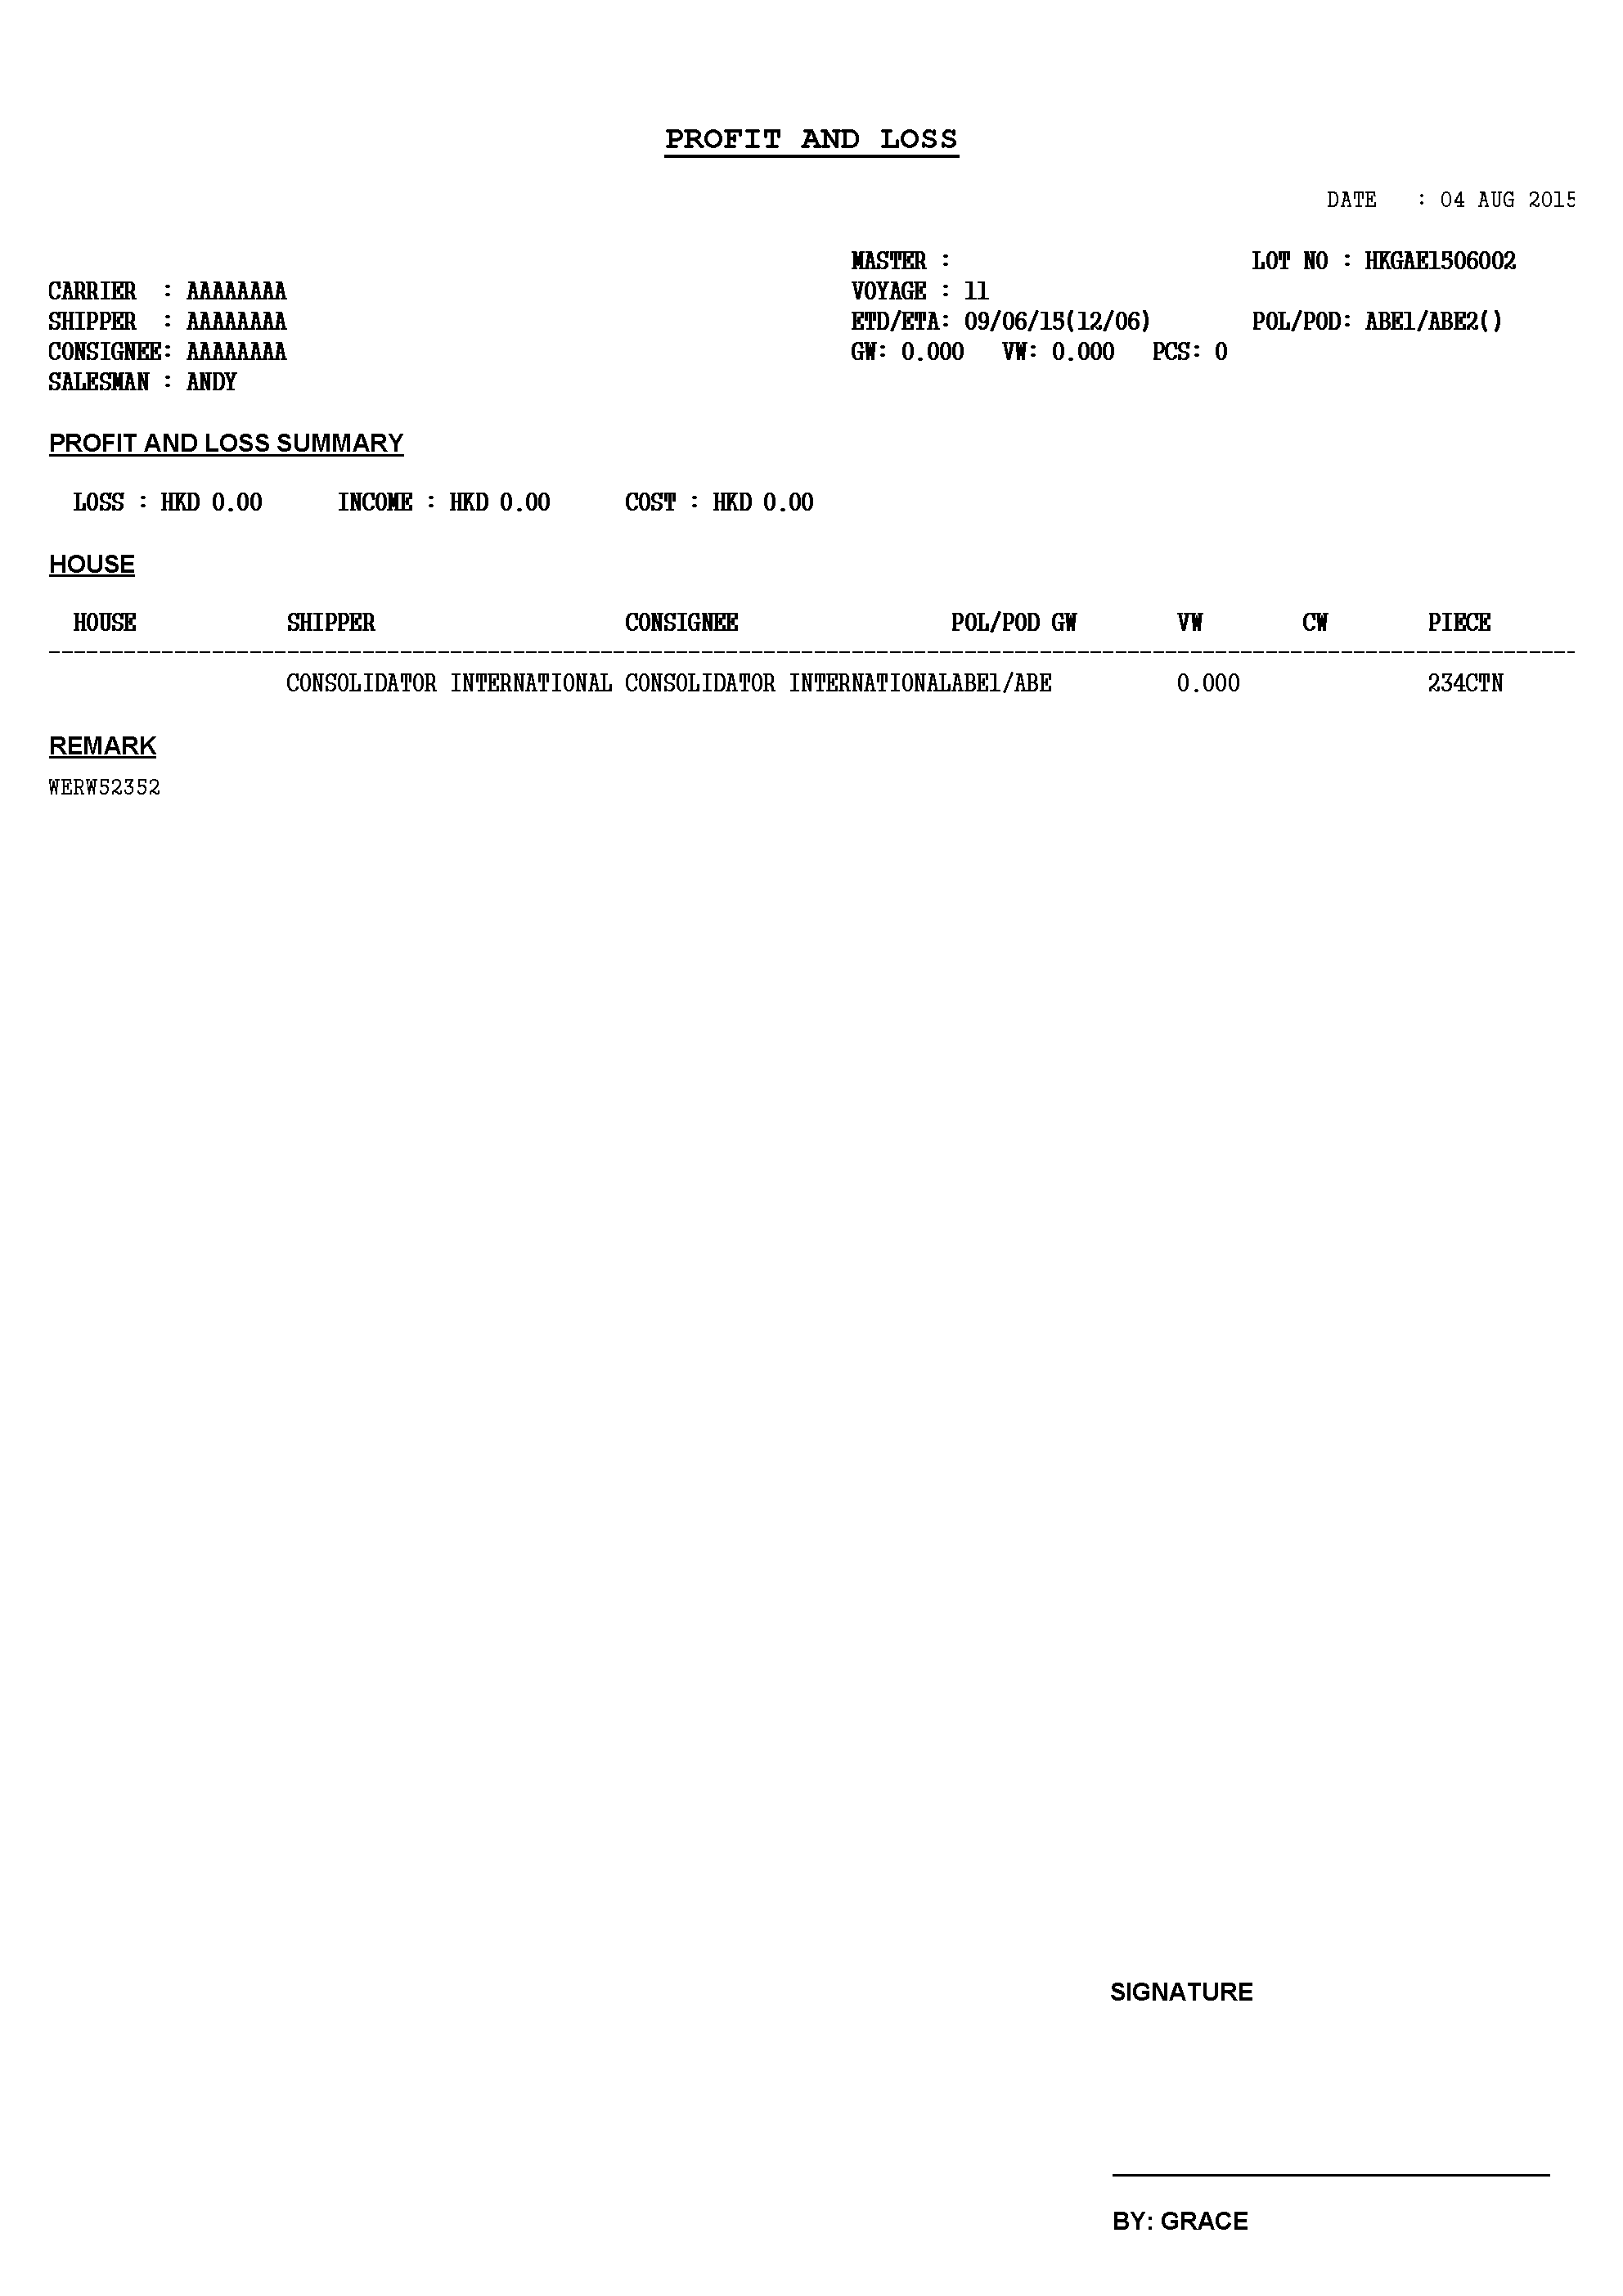 PROFIT AND LOSS
DATE : 04 AUG 2015
MASTER : LOT NO : HKGAE1506002
CARRIER : AAAAAAAA VOYAGE : 11
SHIPPER : AAAAAAAA ETD/ETA: 09/06/15(12/06) POL/POD: ABE1/ABE2()
CONSIGNEE: AAAAAAAA GW: 0.000 VW: 0.000 PCS: 0
SALESMAN : ANDY
PROFIT AND LOSS SUMMARY
LOSS : HKD 0.00 INCOME : HKD 0.00 COST : HKD 0.00
HOUSE
HOUSE SHIPPER CONSIGNEE POL/POD GW VW CW PIECE
CONSOLIDATOR INTERNATIONAL CONSOLIDATOR INTERNATIONALABE1/ABE 0.000 234CTN
REMARK
WERW52352
SIGNATURE
BY: GRACE